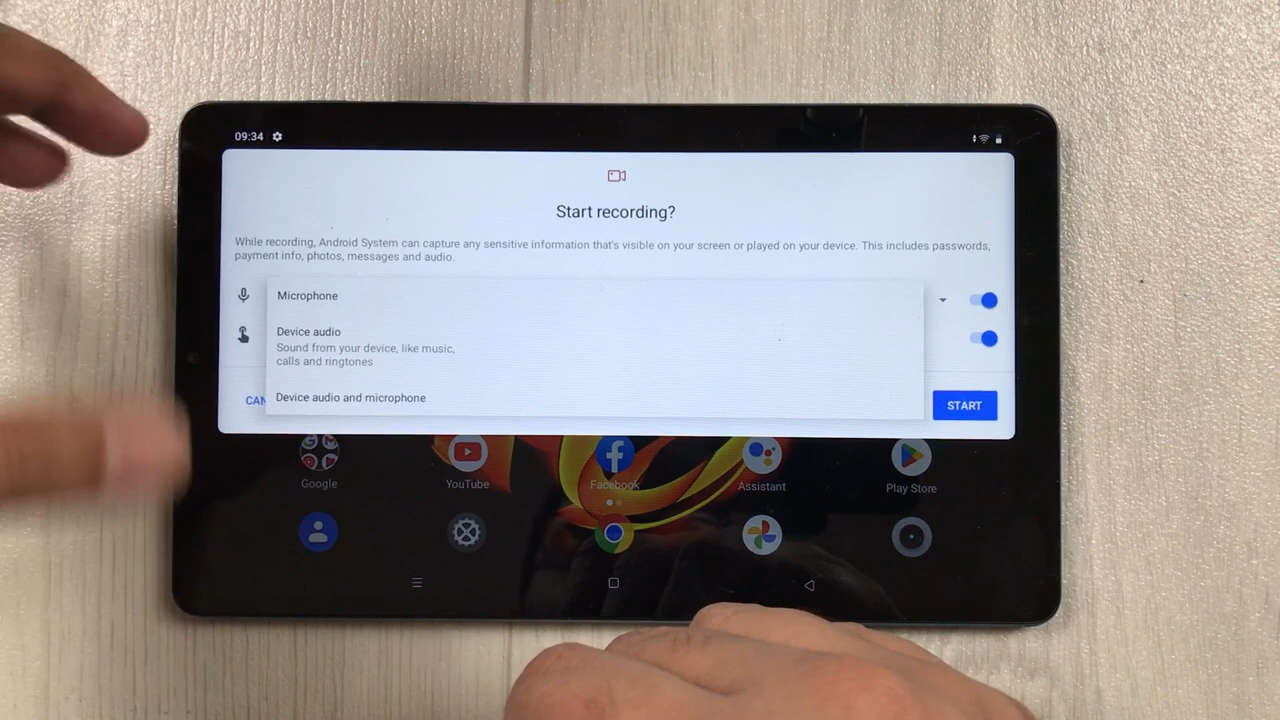 09:34
Start recording?
While recording, Android System can capture any sensitive information that's visible on your screen or played on your device. This includes passwords,
payment info, photos, messages and audio.
Microphone
Device audio
Sound from your device, like music,
calls and ringtones
Device audio and microphone
CAN
START
Google
YouTube
Facebook
Assistant
Play Store